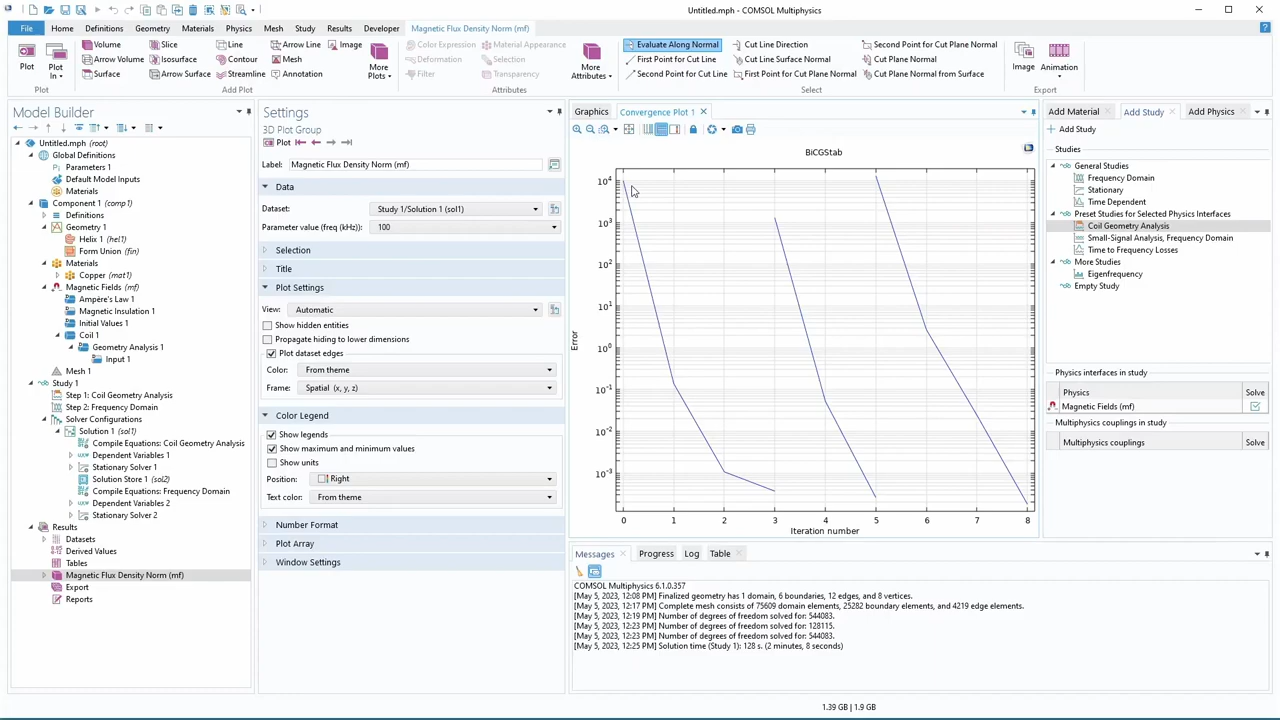 Untitled.mph - COMSOL Multiphysics
File Home Definitions Geometry Materials Physics Mesh Study Results Developer Magnetic Flux Density Norm (mf)
Plot
Plot In
Plot
Volume Slice Line Arrow Line Image
Arrow Volume Isosurface Contour Mesh
Surface Arrow Surface Streamline Annotation
More Plots
Add Plot
Color Expression Material Appearance
Deformation Selection
Filter Transparency
More Attributes
Attributes
Evaluate Along Normal Cut Line Direction Second Point for Cut Plane Normal
First Point for Cut Line Cut Line Surface Normal Cut Plane Normal
Second Point for Cut Line First Point for Cut Plane Normal Cut Plane Normal from Surface
Select
Image Animation
Export
Model Builder
Untitled.mph (root)
Global Definitions
Parameters 1
Default Model Inputs
Materials
Component 1 (comp1)
Definitions
Geometry 1
Helix 1 (hel1)
Form Union (fin)
Materials
Copper (mat1)
Magnetic Fields (mf)
Ampère's Law 1
Magnetic Insulation 1
Initial Values 1
Coil 1
Geometry Analysis 1
Input 1
Mesh 1
Study 1
Step 1: Coil Geometry Analysis
Step 2: Frequency Domain
Solver Configurations
Solution 1 (sol1)
Compile Equations: Coil Geometry Analysis
Dependent Variables 1
Stationary Solver 1
Solution Store 1 (sol2)
Compile Equations: Frequency Domain
Dependent Variables 2
Stationary Solver 2
Results
Datasets
Derived Values
Tables
Magnetic Flux Density Norm (mf)
Export
Reports
Settings
3D Plot Group
Plot
Label: Magnetic Flux Density Norm (mf)
Data
Dataset: Study 1/Solution 1 (sol1)
Parameter value (freq (kHz)): 100
Selection
Title
Plot Settings
View: Automatic
Show hidden entities
Propagate hiding to lower dimensions
Plot dataset edges
Color: From theme
Frame: Spatial (x, y, z)
Color Legend
Show legends
Show maximum and minimum values
Show units
Position: Right
Text color: From theme
Number Format
Plot Array
Window Settings
Graphics Convergence Plot 1
BiCGStab
10^4
10^3
10^2
10^1
10^0
10^-1
10^-2
10^-3
Error
0 1 2 3 4 5 6 7 8
Iteration number
Messages Progress Log Table
COMSOL Multiphysics 6.1.0.357
[May 5, 2023, 12:08 PM] Finalized geometry has 1 domain, 6 boundaries, 12 edges, and 8 vertices.
[May 5, 2023, 12:17 PM] Complete mesh consists of 75609 domain elements, 25282 boundary elements, and 4219 edge elements.
[May 5, 2023, 12:19 PM] Number of degrees of freedom solved for: 544083.
[May 5, 2023, 12:23 PM] Number of degrees of freedom solved for: 128115.
[May 5, 2023, 12:23 PM] Number of degrees of freedom solved for: 544083.
[May 5, 2023, 12:25 PM] Solution time (Study 1): 128 s. (2 minutes, 8 seconds)
Add Material Add Study Add Physics
Add Study
Studies
General Studies
Frequency Domain
Stationary
Time Dependent
Preset Studies for Selected Physics Interfaces
Coil Geometry Analysis
Small-Signal Analysis, Frequency Domain
Time to Frequency Losses
More Studies
Eigenfrequency
Empty Study
Physics interfaces in study
Physics Solve
Magnetic Fields (mf)
Multiphysics couplings in study
Multiphysics couplings Solve
1.39 GB | 1.9 GB